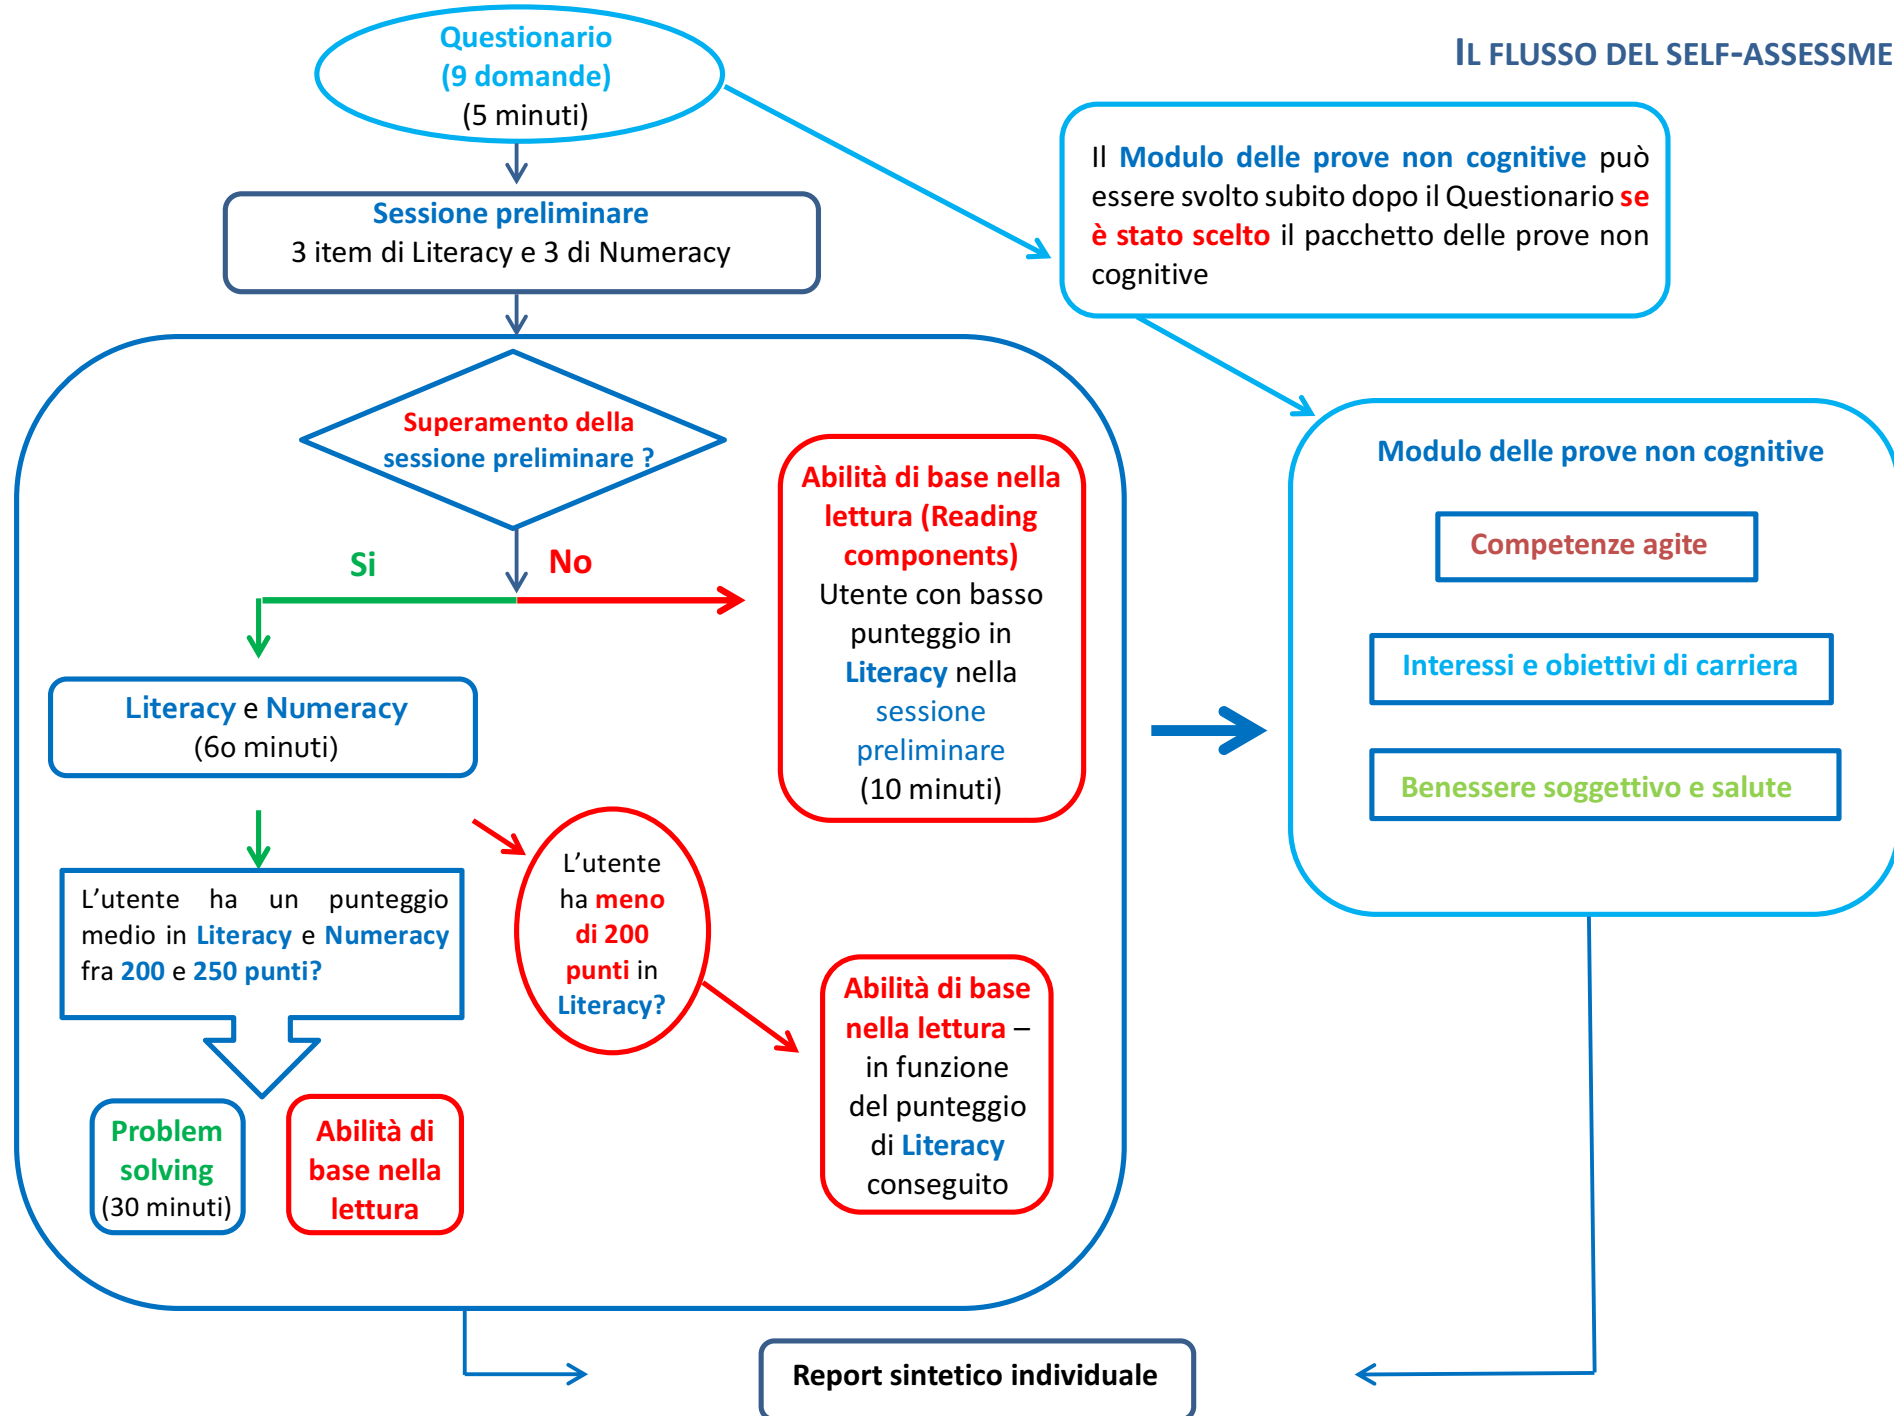 Questionario
(9 domande)
(5 minuti)
IL FLUSSO DEL SELF-ASSESSME
Il Modulo delle prove non cognitive può
essere svolto subito dopo il Questionario se
è stato scelto il pacchetto delle prove non
cognitive
Sessione preliminare
3 item di Literacy e 3 di Numeracy
Superamento della
sessione preliminare ?
Si
No
Abilità di base nella
lettura (Reading
components)
Utente con basso
punteggio in
Literacy nella
sessione
preliminare
(10 minuti)
Literacy e Numeracy
(6o minuti)
L'utente ha un punteggio
medio in Literacy e Numeracy
fra 200 e 250 punti?
L'utente
ha meno
di 200
punti in
Literacy?
Abilità di base
nella lettura –
in funzione
del punteggio
di Literacy
conseguito
Problem
solving
(30 minuti)
Abilità di
base nella
lettura
Modulo delle prove non cognitive
Competenze agite
Interessi e obiettivi di carriera
Benessere soggettivo e salute
Report sintetico individuale